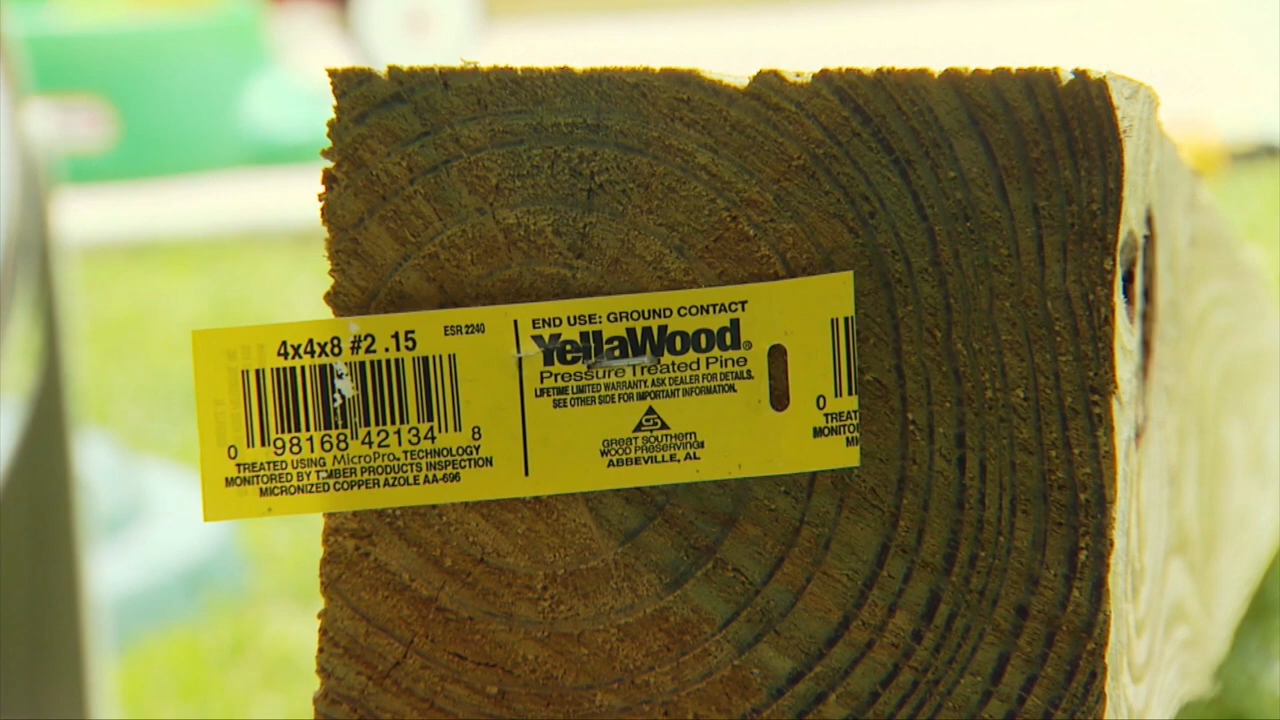 4x4x8 #2 .15
ESR 2240
0 98168 42134 8
TREATED USING MicroPro™ TECHNOLOGY
MONITORED BY TIMBER PRODUCTS INSPECTION
MICRONIZED COPPER AZOLE AA-696
END USE: GROUND CONTACT
YellaWood®
Pressure Treated Pine
LIFETIME LIMITED WARRANTY. ASK DEALER FOR DETAILS.
SEE OTHER SIDE FOR IMPORTANT INFORMATION.
GREAT SOUTHERN
WOOD PRESERVING
ABBEVILLE, AL
0
TREAT
MONITO
MI